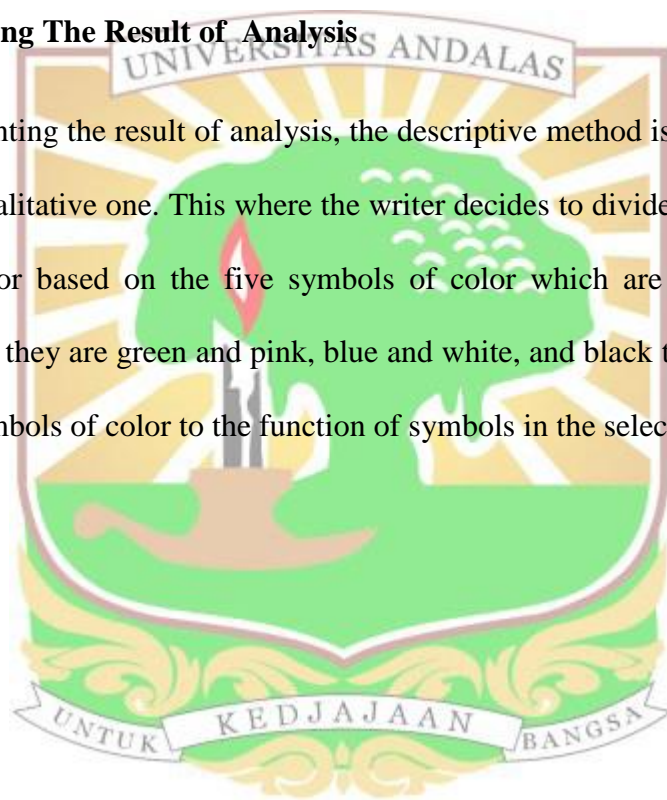 ng The Result of Analysis
UNIVERSITAS ANDALAS
nting the result of analysis, the descriptive method is
alitative one. This where the writer decides to divide
or based on the five symbols of color which are
they are green and pink, blue and white, and black t
nbols of color to the function of symbols in the selec
UNTUK KEDJAJAAN BANGSA